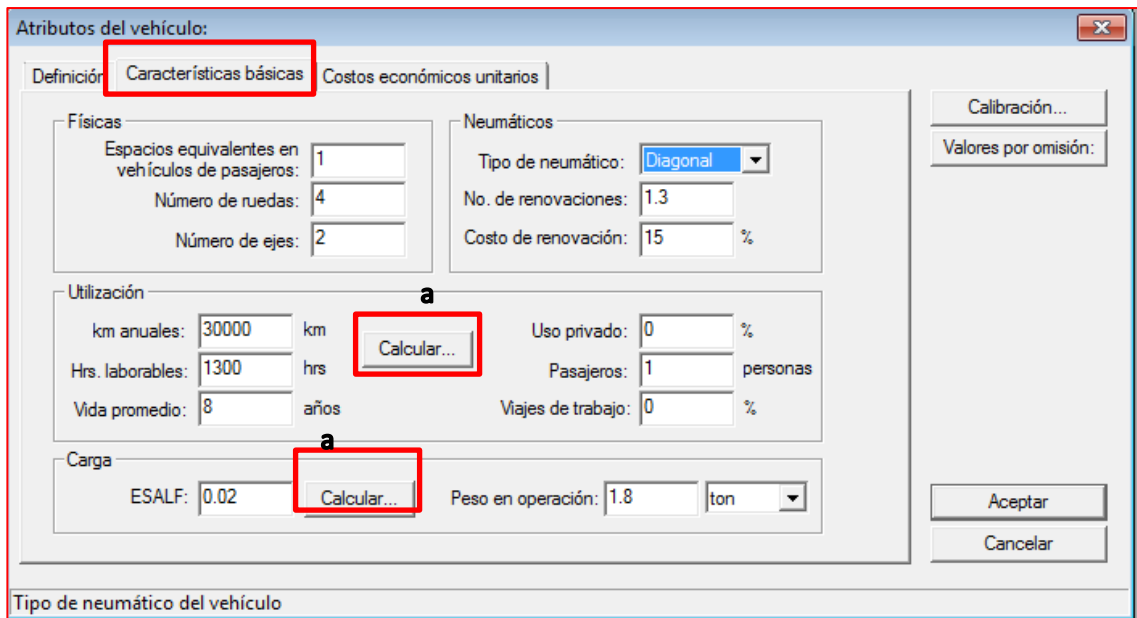 Atributos del vehículo:
Definición Características básicas Costos económicos unitarios
Calibración...
Valores por omisión:
Físicas
Espacios equivalentes en
vehículos de pasajeros: 1
Número de ruedas: 4
Número de ejes: 2
Neumáticos
Tipo de neumático: Diagonal
No. de renovaciones: 1.3
Costo de renovación: 15 %
Utilización
a
km anuales: 30000 km
Hrs. laborables: 1300 hrs
Vida promedio: 8 años
Calcular...
Uso privado: 0 %
Pasajeros: 1 personas
Viajes de trabajo: 0 %
a
Carga
ESALF: 0.02 Calcular... Peso en operación: 1.8 ton
Aceptar
Cancelar
Tipo de neumático del vehículo